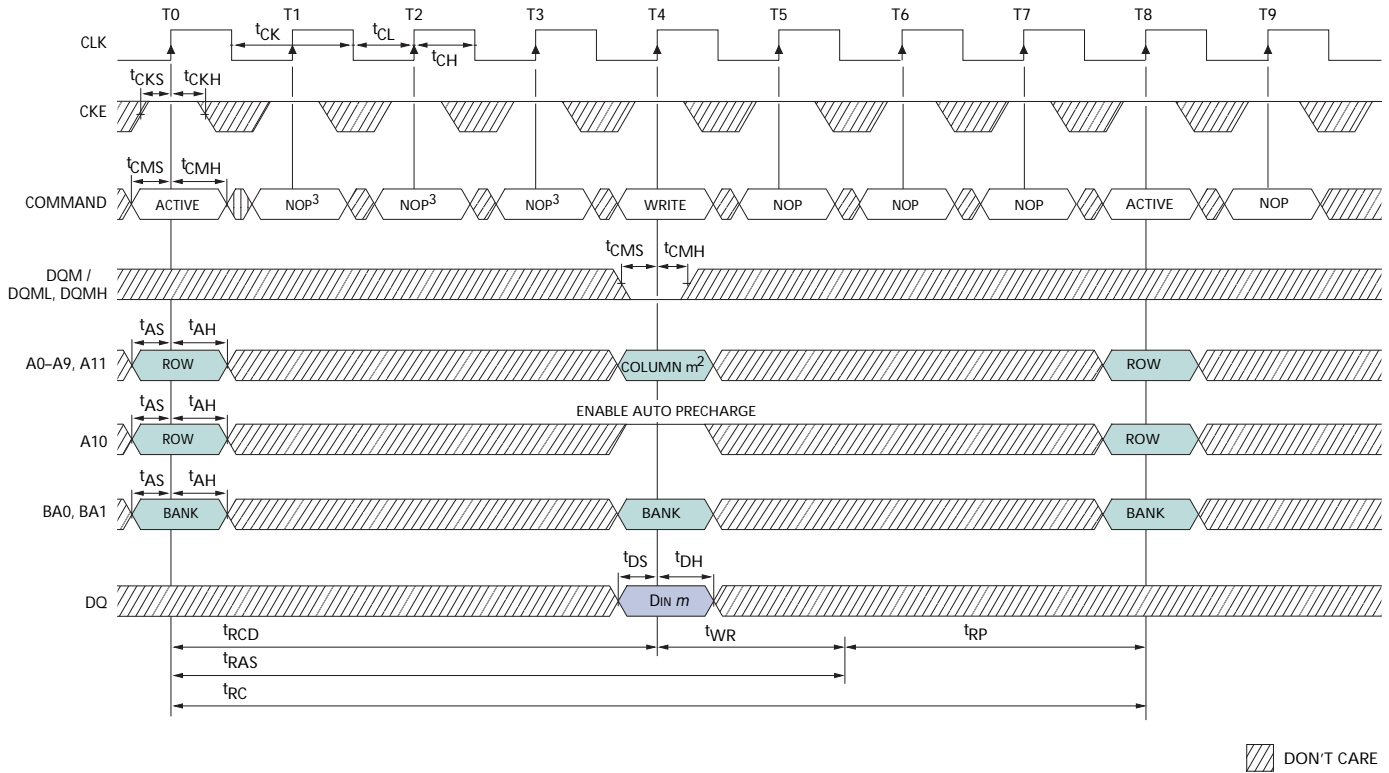 T0 T1 T2 T3 T4 T5 T6 T7 T8 T9
CLK
tCK tCL tCH
tCKS tCKH
CKE
tCMS tCMH
COMMAND ACTIVE NOP3 NOP3 NOP3 WRITE NOP NOP NOP ACTIVE NOP
tCMS tCMH
DQM /
DQML, DQMH
tAS tAH
A0–A9, A11 ROW COLUMN m2 ROW
tAS tAH ENABLE AUTO PRECHARGE
A10 ROW ROW
tAS tAH
BA0, BA1 BANK BANK BANK
tDS tDH
DQ DIN m
tRCD tWR tRP
tRAS
tRC
DON'T CARE